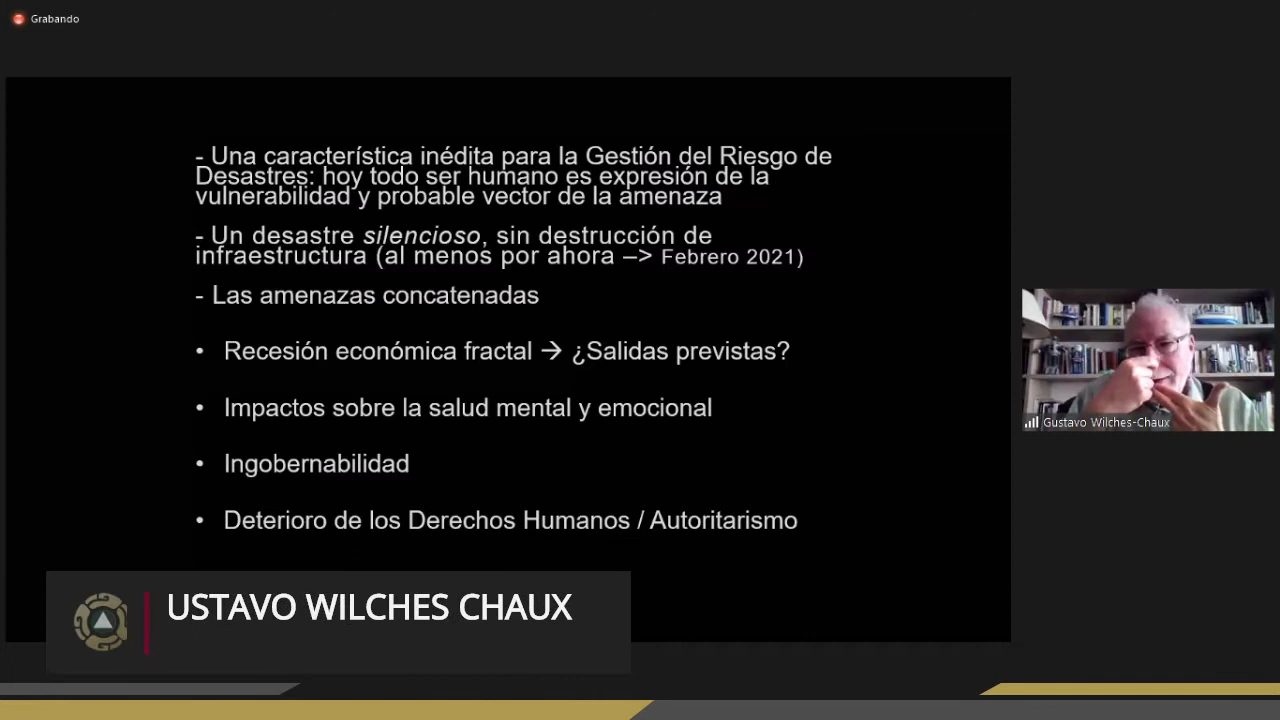 Grabando
- Una característica inédita para la Gestión del Riesgo de
Desastres: hoy todo ser humano es expresión de la
vulnerabilidad y probable vector de la amenaza
- Un desastre silencioso, sin destrucción de
infraestructura (al menos por ahora –> Febrero 2021)
- Las amenazas concatenadas
• Recesión económica fractal → ¿Salidas previstas?
• Impactos sobre la salud mental y emocional
• Ingobernabilidad
• Deterioro de los Derechos Humanos / Autoritarismo
Gustavo Wilches-Chaux
USTAVO WILCHES CHAUX